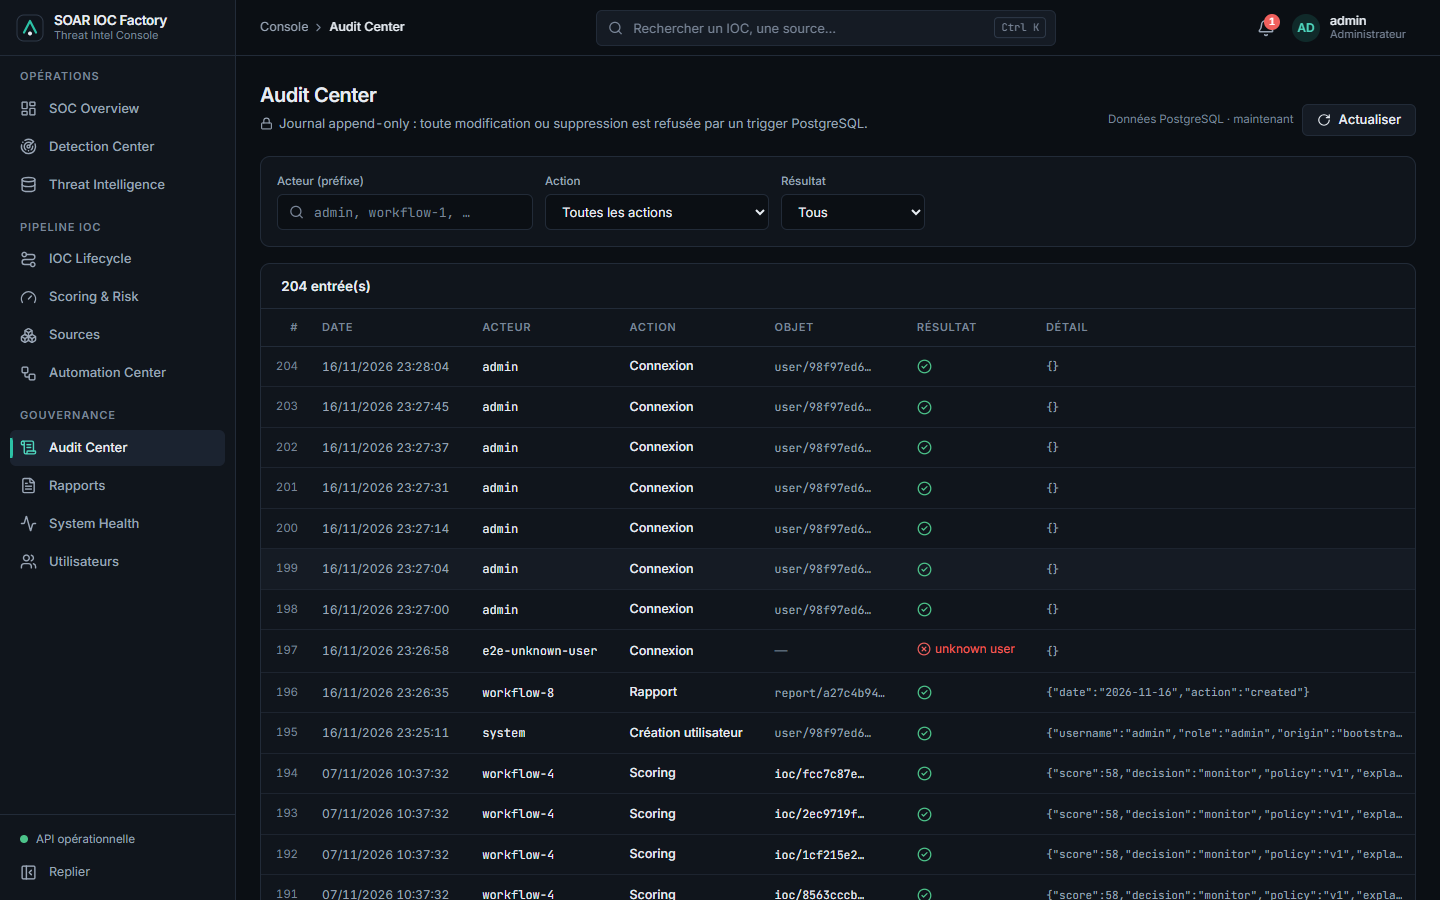 SOAR IOC Factory
Threat Intel Console
OPÉRATIONS
SOC Overview
Detection Center
Threat Intelligence
PIPELINE IOC
IOC Lifecycle
Scoring & Risk
Sources
Automation Center
GOUVERNANCE
Audit Center
Rapports
System Health
Utilisateurs
API opérationnelle
Replier
Console > Audit Center
Rechercher un IOC, une source... Ctrl K
1
AD
admin
Administrateur
Audit Center
Journal append-only : toute modification ou suppression est refusée par un trigger PostgreSQL.
Données PostgreSQL · maintenant
Actualiser
Acteur (préfixe) Action Résultat
admin, workflow-1, … Toutes les actions Tous
204 entrée(s)
# DATE ACTEUR ACTION OBJET RÉSULTAT DÉTAIL
204 16/11/2026 23:28:04 admin Connexion user/98f97ed6… {}
203 16/11/2026 23:27:45 admin Connexion user/98f97ed6… {}
202 16/11/2026 23:27:37 admin Connexion user/98f97ed6… {}
201 16/11/2026 23:27:31 admin Connexion user/98f97ed6… {}
200 16/11/2026 23:27:14 admin Connexion user/98f97ed6… {}
199 16/11/2026 23:27:04 admin Connexion user/98f97ed6… {}
198 16/11/2026 23:27:00 admin Connexion user/98f97ed6… {}
197 16/11/2026 23:26:58 e2e-unknown-user Connexion — unknown user {}
196 16/11/2026 23:26:35 workflow-8 Rapport report/a27c4b94… {"date":"2026-11-16","action":"created"}
195 16/11/2026 23:25:11 system Création utilisateur user/98f97ed6… {"username":"admin","role":"admin","origin":"bootstra…
194 07/11/2026 10:37:32 workflow-4 Scoring ioc/fcc7c87e… {"score":58,"decision":"monitor","policy":"v1","expla…
193 07/11/2026 10:37:32 workflow-4 Scoring ioc/2ec9719f… {"score":58,"decision":"monitor","policy":"v1","expla…
192 07/11/2026 10:37:32 workflow-4 Scoring ioc/1cf215e2… {"score":58,"decision":"monitor","policy":"v1","expla…
191 07/11/2026 10:37:32 workflow-4 Scoring ioc/8563cccb… {"score":58,"decision":"monitor","policy":"v1","expla…